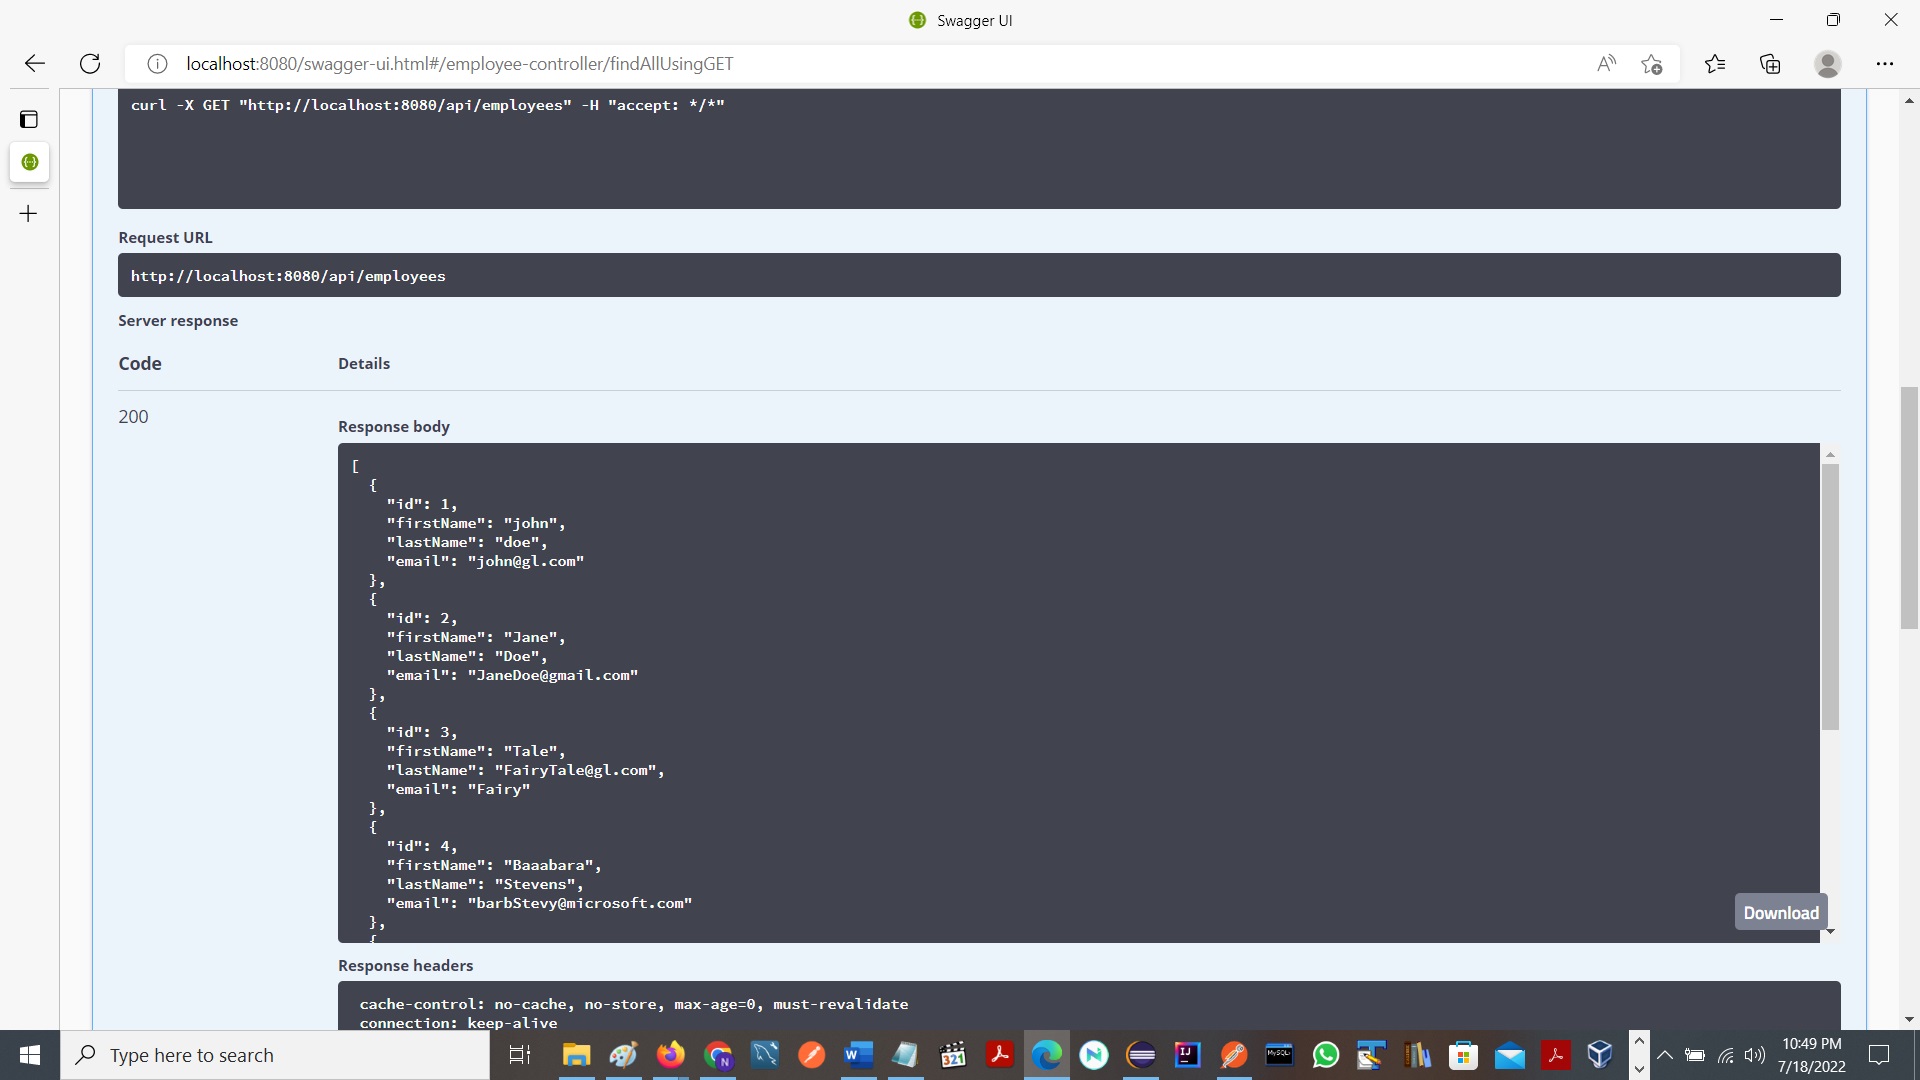 Swagger UI
localhost:8080/swagger-ui.html#/employee-controller/findAllUsingGET
curl -X GET "http://localhost:8080/api/employees" -H "accept: */*"
Request URL
http://localhost:8080/api/employees
Server response
Code Details
200
Response body
[
{
"id": 1,
"firstName": "john",
"lastName": "doe",
"email": "john@gl.com"
},
{
"id": 2,
"firstName": "Jane",
"lastName": "Doe",
"email": "JaneDoe@gmail.com"
},
{
"id": 3,
"firstName": "Tale",
"lastName": "FairyTale@gl.com",
"email": "Fairy"
},
{
"id": 4,
"firstName": "Baaabara",
"lastName": "Stevens",
"email": "barbStevy@microsoft.com"
},
{
Download
Response headers
cache-control: no-cache, no-store, max-age=0, must-revalidate
connection: keep-alive
Type here to search
321
IJ
MySQL
10:49 PM
7/18/2022